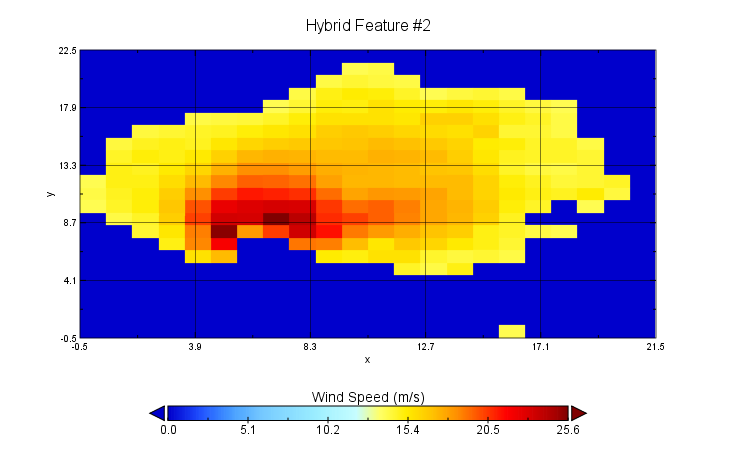 Hybrid Feature #2
22.5
17.9
13.3
y
8.7
4.1
-0.5
-0.5 3.9 8.3 12.7 17.1 21.5
x
Wind Speed (m/s)
0.0 5.1 10.2 15.4 20.5 25.6